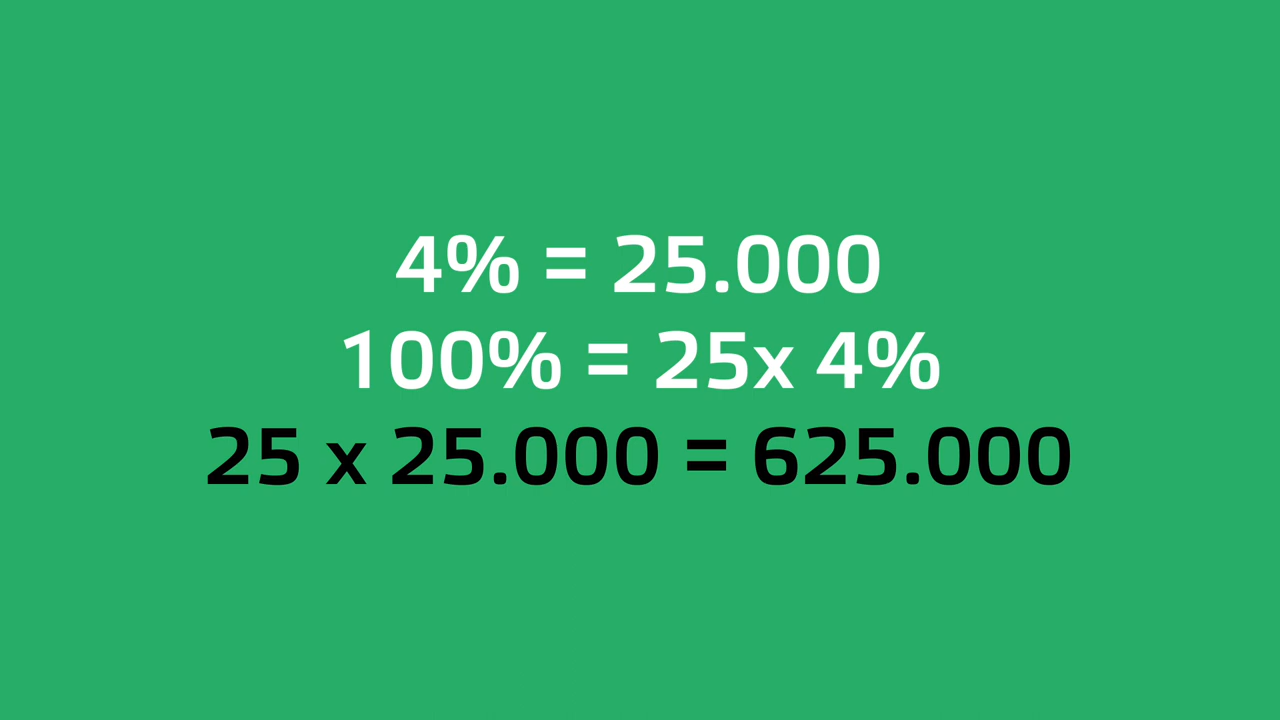 4% = 25.000
100% = 25x 4%
25 x 25.000 = 625.000